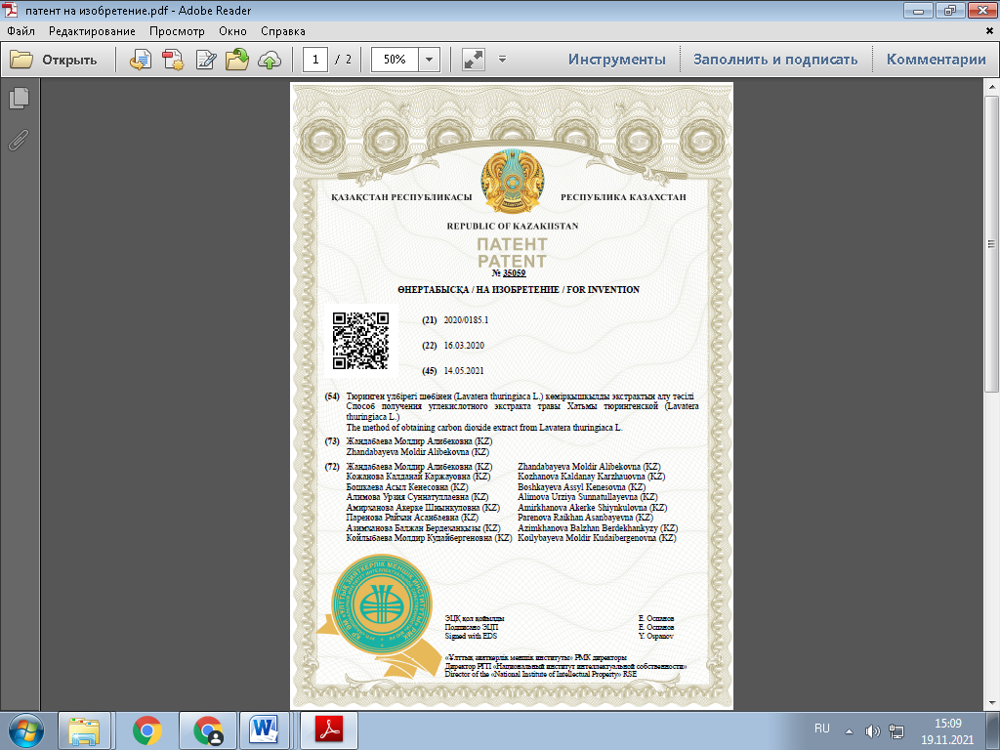 патент на изобретение.pdf - Adobe Reader
Файл Редактирование Просмотр Окно Справка
Открыть 1 / 2 50% Инструменты Заполнить и подписать Комментарии
ҚАЗАҚСТАН РЕСПУБЛИКАСЫ РЕСПУБЛИКА КАЗАХСТАН
REPUBLIC OF KAZAKHSTAN
ПАТЕНТ
PATENT
№ 35059
ӨНЕРТАБЫСҚА / НА ИЗОБРЕТЕНИЕ / FOR INVENTION
(21) 2020/0185.1
(22) 16.03.2020
(45) 14.05.2021
(54) Тюринген үлбірегі шөбінен (Lavatera thuringiaca L.) көмірқышқылды экстрактын алу тәсілі
Способ получения углекислотного экстракта травы Хатьмы тюрингенской (Lavatera
thuringiaca L.)
The method of obtaining carbon dioxide extract from Lavatera thuringiaca L.
(73) Жандабаева Молдир Алибековна (KZ)
Zhandabayeva Moldir Alibekovna (KZ)
(72) Жандабаева Молдир Алибековна (KZ) Zhandabayeva Moldir Alibekovna (KZ)
Кожанова Калданай Каржауовна (KZ) Kozhanova Kaldanay Karzhauovna (KZ)
Бошкаева Асыл Кенесовна (KZ) Boshkayeva Assyl Kenesovna (KZ)
Алимова Урзия Суннатуллаевна (KZ) Alimova Urziya Sunnatullayevna (KZ)
Амирханова Акерке Шиынкуловна (KZ) Amirkhanova Akerke Shiynkulovna (KZ)
Паренова Райхан Асанбаевна (KZ) Parenova Raikhan Asanbayevna (KZ)
Азимханова Балжан Бердеханқызы (KZ) Azimkhanova Balzhan Berdekhankyzy (KZ)
Койлыбаева Молдир Кудайбергеновна (KZ) Koilybayeva Moldir Kudaibergenovna (KZ)
ЭЦҚ қол қойылды Е. Оспанов
Подписано ЭЦП Е. Оспанов
Signed with EDS Y. Ospanov
«Ұлттық зияткерлік меншік институты» РМК директоры
Директор РГП «Национальный институт интеллектуальной собственности»
Director of the «National Institute of Intellectual Property» RSE
RU 15:09
19.11.2021